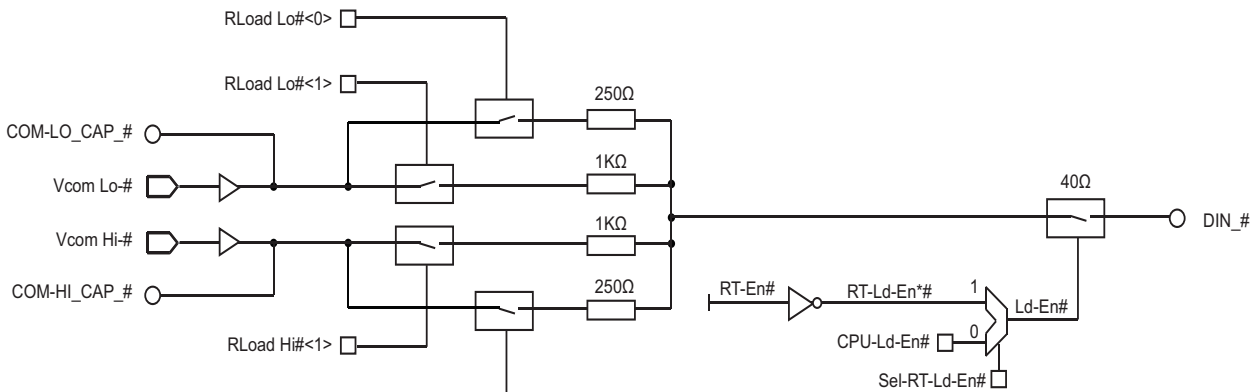 RLoad Lo#<0>
RLoad Lo#<1>
250Ω
COM-LO_CAP_#
1KΩ
Vcom Lo-#
40Ω
Vcom Hi-#
1KΩ
DIN_#
COM-HI_CAP_#
250Ω
RT-En#
RT-Ld-En*#
1
Ld-En#
0
CPU-Ld-En#
RLoad Hi#<1>
Sel-RT-Ld-En#